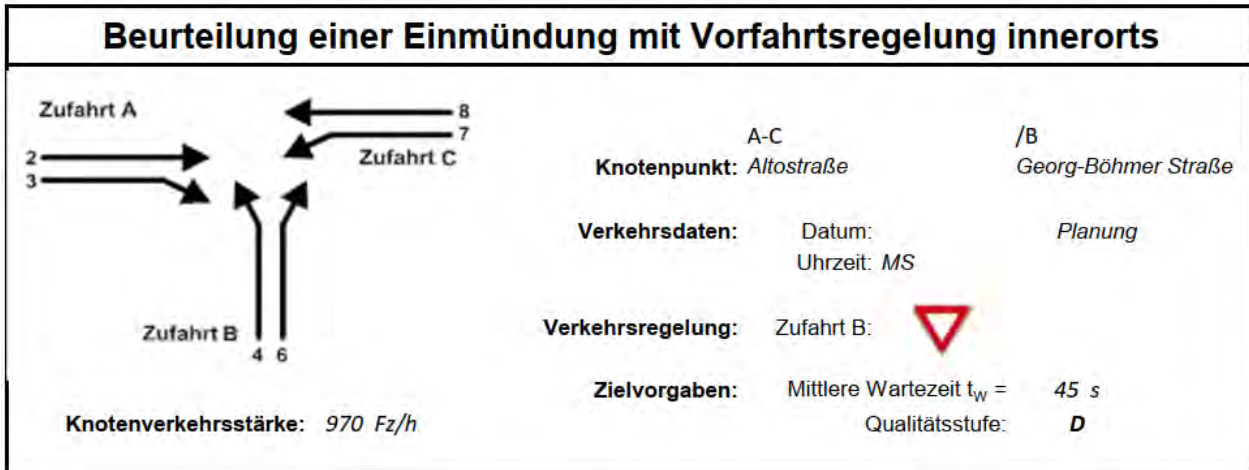 Beurteilung einer Einmündung mit Vorfahrtsregelung innerorts
Zufahrt A
8
7
Zufahrt C
2
3
Zufahrt B
4 6
Knotenverkehrsstärke: 970 Fz/h
A-C /B
Knotenpunkt: Altostraße Georg-Böhmer Straße
Verkehrsdaten: Datum: Planung
Uhrzeit: MS
Verkehrsregelung: Zufahrt B:
Zielvorgaben: Mittlere Wartezeit tW = 45 s
Qualitätsstufe: D